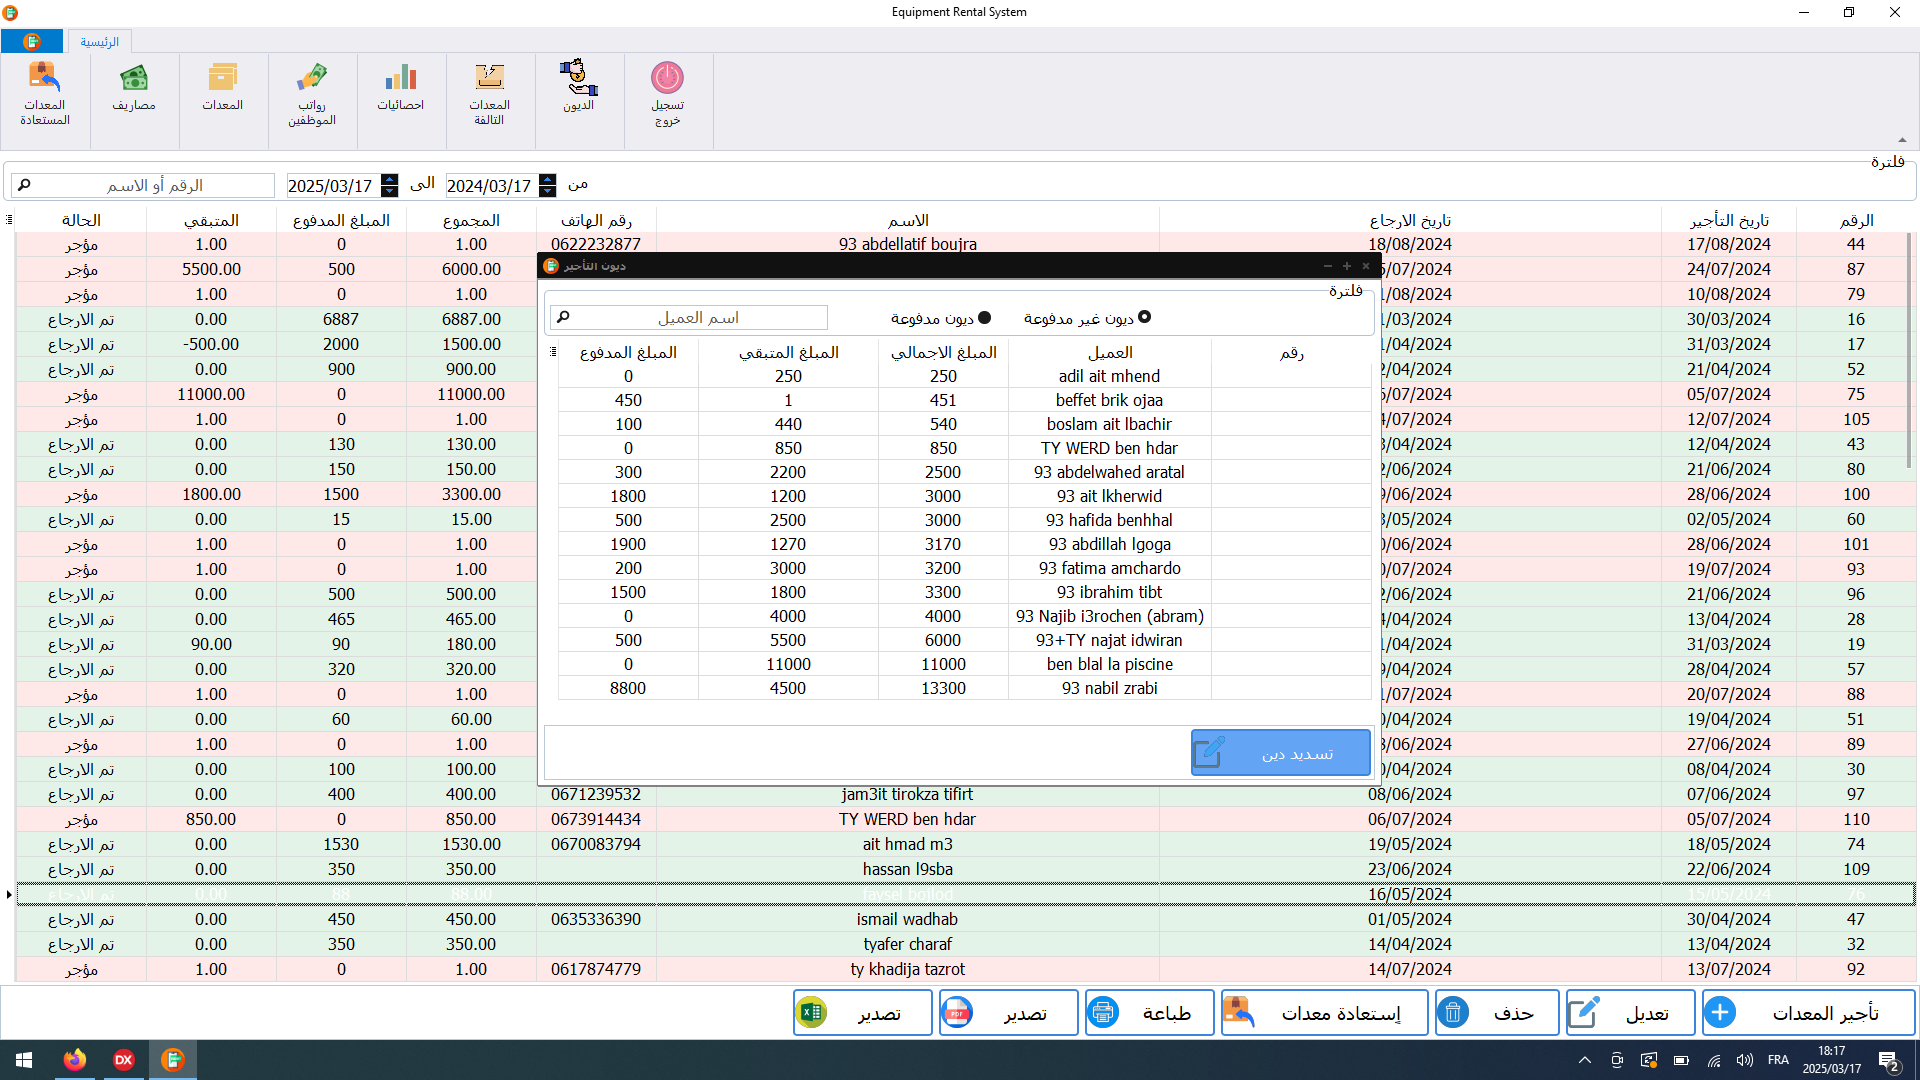 Equipment Rental System
الرئيسية
المعدات المستعادة
مصاريف
المعدات
رواتب الموظفين
احصائيات
المعدات التالفة
الديون
تسجيل خروج
فلترة
من 2024/03/17 الى 2025/03/17 الرقم أو الاسم
الرقم تاريخ التأجير تاريخ الارجاع الاسم رقم الهاتف المجموع المبلغ المدفوع المتبقي الحالة
44 17/08/2024 18/08/2024 93 abdellatif boujra 0622232877 1.00 0 1.00 مؤجر
87 24/07/2024 /07/2024 6000.00 500 5500.00 مؤجر
79 10/08/2024 /08/2024 1.00 0 1.00 مؤجر
16 30/03/2024 /03/2024 6887.00 6887 0.00 تم الارجاع
17 31/03/2024 /04/2024 1500.00 2000 -500.00 تم الارجاع
52 21/04/2024 /04/2024 900.00 900 0.00 تم الارجاع
75 05/07/2024 /07/2024 11000.00 0 11000.00 مؤجر
105 12/07/2024 /07/2024 1.00 0 1.00 مؤجر
43 12/04/2024 /04/2024 130.00 130 0.00 تم الارجاع
80 21/06/2024 /06/2024 150.00 150 0.00 تم الارجاع
100 28/06/2024 /06/2024 3300.00 1500 1800.00 مؤجر
60 02/05/2024 /05/2024 15.00 15 0.00 تم الارجاع
101 28/06/2024 /06/2024 1.00 0 1.00 مؤجر
93 19/07/2024 /07/2024 1.00 0 1.00 مؤجر
96 21/06/2024 /06/2024 500.00 500 0.00 تم الارجاع
28 13/04/2024 /04/2024 465.00 465 0.00 تم الارجاع
19 31/03/2024 /04/2024 180.00 90 90.00 تم الارجاع
57 28/04/2024 /04/2024 320.00 320 0.00 تم الارجاع
88 20/07/2024 /07/2024 1.00 0 1.00 مؤجر
51 19/04/2024 /04/2024 60.00 60 0.00 تم الارجاع
89 27/06/2024 /06/2024 1.00 0 1.00 مؤجر
30 08/04/2024 /04/2024 100.00 100 0.00 تم الارجاع
97 07/06/2024 08/06/2024 jam3it tirokza tifirt 0671239532 400.00 400 0.00 تم الارجاع
110 05/07/2024 06/07/2024 TY WERD ben hdar 0673914434 850.00 0 850.00 مؤجر
74 18/05/2024 19/05/2024 ait hmad m3 0670083794 1530.00 1530 0.00 تم الارجاع
109 22/06/2024 23/06/2024 hassan l9sba 350.00 350 0.00 تم الارجاع
16/05/2024
47 30/04/2024 01/05/2024 ismail wadhab 0635336390 450.00 450 0.00 تم الارجاع
32 13/04/2024 14/04/2024 tyafer charaf 350.00 350 0.00 تم الارجاع
92 13/07/2024 14/07/2024 ty khadija tazrot 0617874779 1.00 0 1.00 مؤجر
ديون التأجير
فلترة
ديون غير مدفوعة ديون مدفوعة اسم العميل
رقم العميل المبلغ الاجمالي المبلغ المتبقي المبلغ المدفوع
adil ait mhend 250 250 0
beffet brik ojaa 451 1 450
boslam ait lbachir 540 440 100
TY WERD ben hdar 850 850 0
93 abdelwahed aratal 2500 2200 300
93 ait lkherwid 3000 1200 1800
93 hafida benhhal 3000 2500 500
93 abdillah lgoga 3170 1270 1900
93 fatima amchardo 3200 3000 200
93 ibrahim tibt 3300 1800 1500
93 Najib i3rochen (abram) 4000 4000 0
93+TY najat idwiran 6000 5500 500
ben blal la piscine 11000 11000 0
93 nabil zrabi 13300 4500 8800
تسديد دين
تأجير المعدات تعديل حذف إستعادة معدات طباعة تصدير تصدير
PDF
DX
FRA
18:17
2025/03/17
2